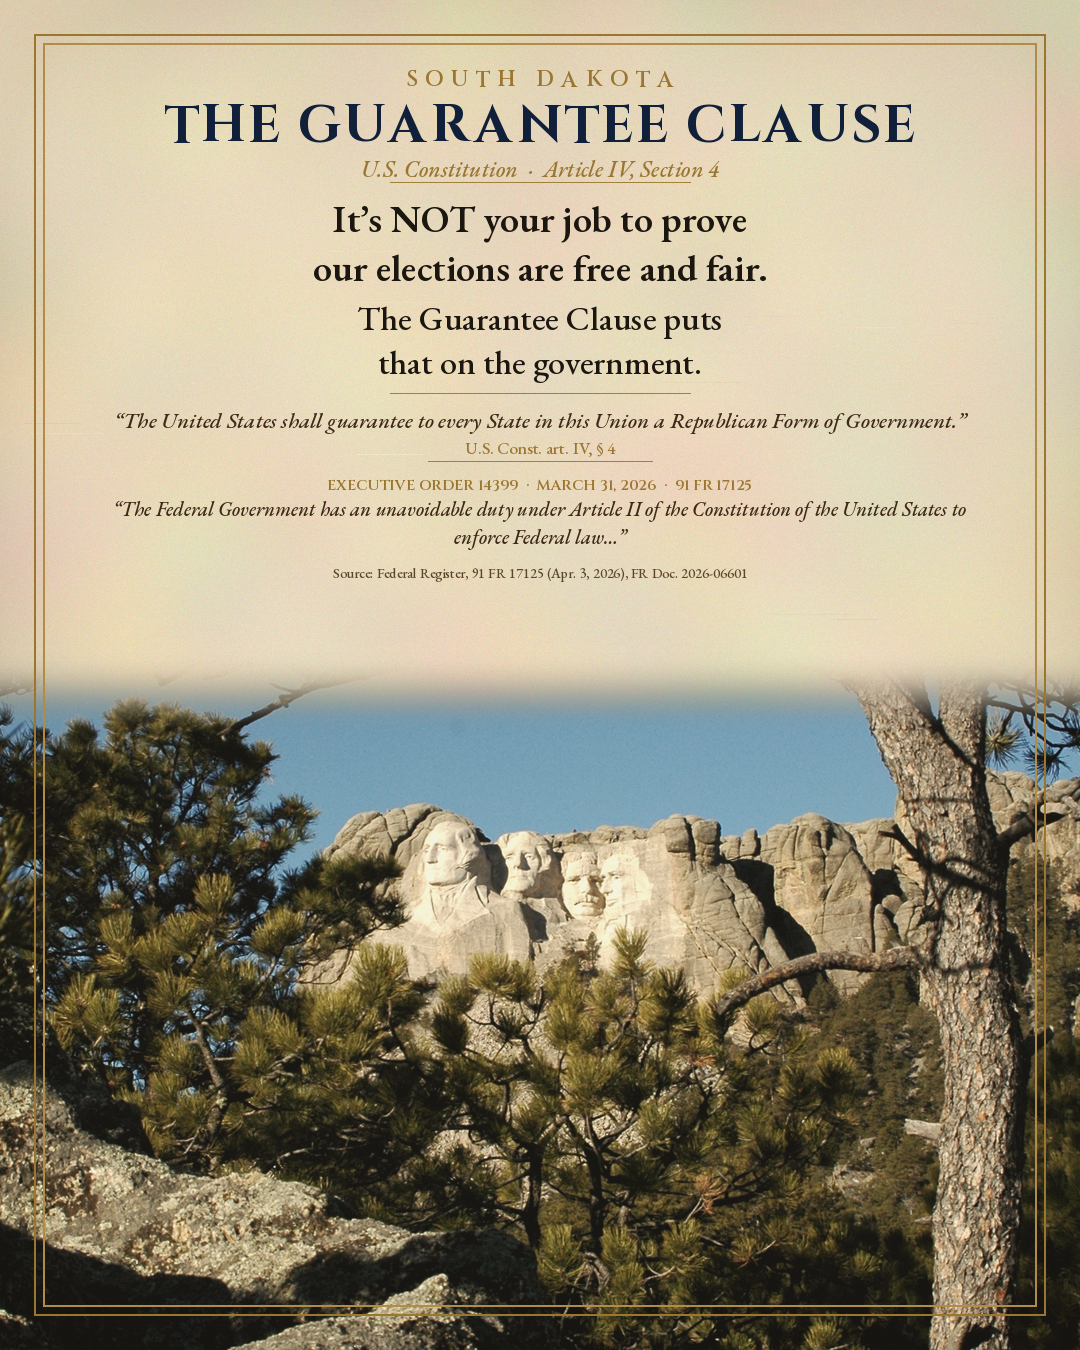 SOUTH DAKOTA
THE GUARANTEE CLAUSE
U.S. Constitution · Article IV, Section 4
It’s NOT your job to prove
our elections are free and fair.
The Guarantee Clause puts
that on the government.
“The United States shall guarantee to every State in this Union a Republican Form of Government.”
U.S. Const. art. IV, § 4
EXECUTIVE ORDER 14399 · MARCH 31, 2026 · 91 FR 17125
“The Federal Government has an unavoidable duty under Article II of the Constitution of the United States to
enforce Federal law...”
Source: Federal Register, 91 FR 17125 (Apr. 3, 2026), FR Doc. 2026-06601